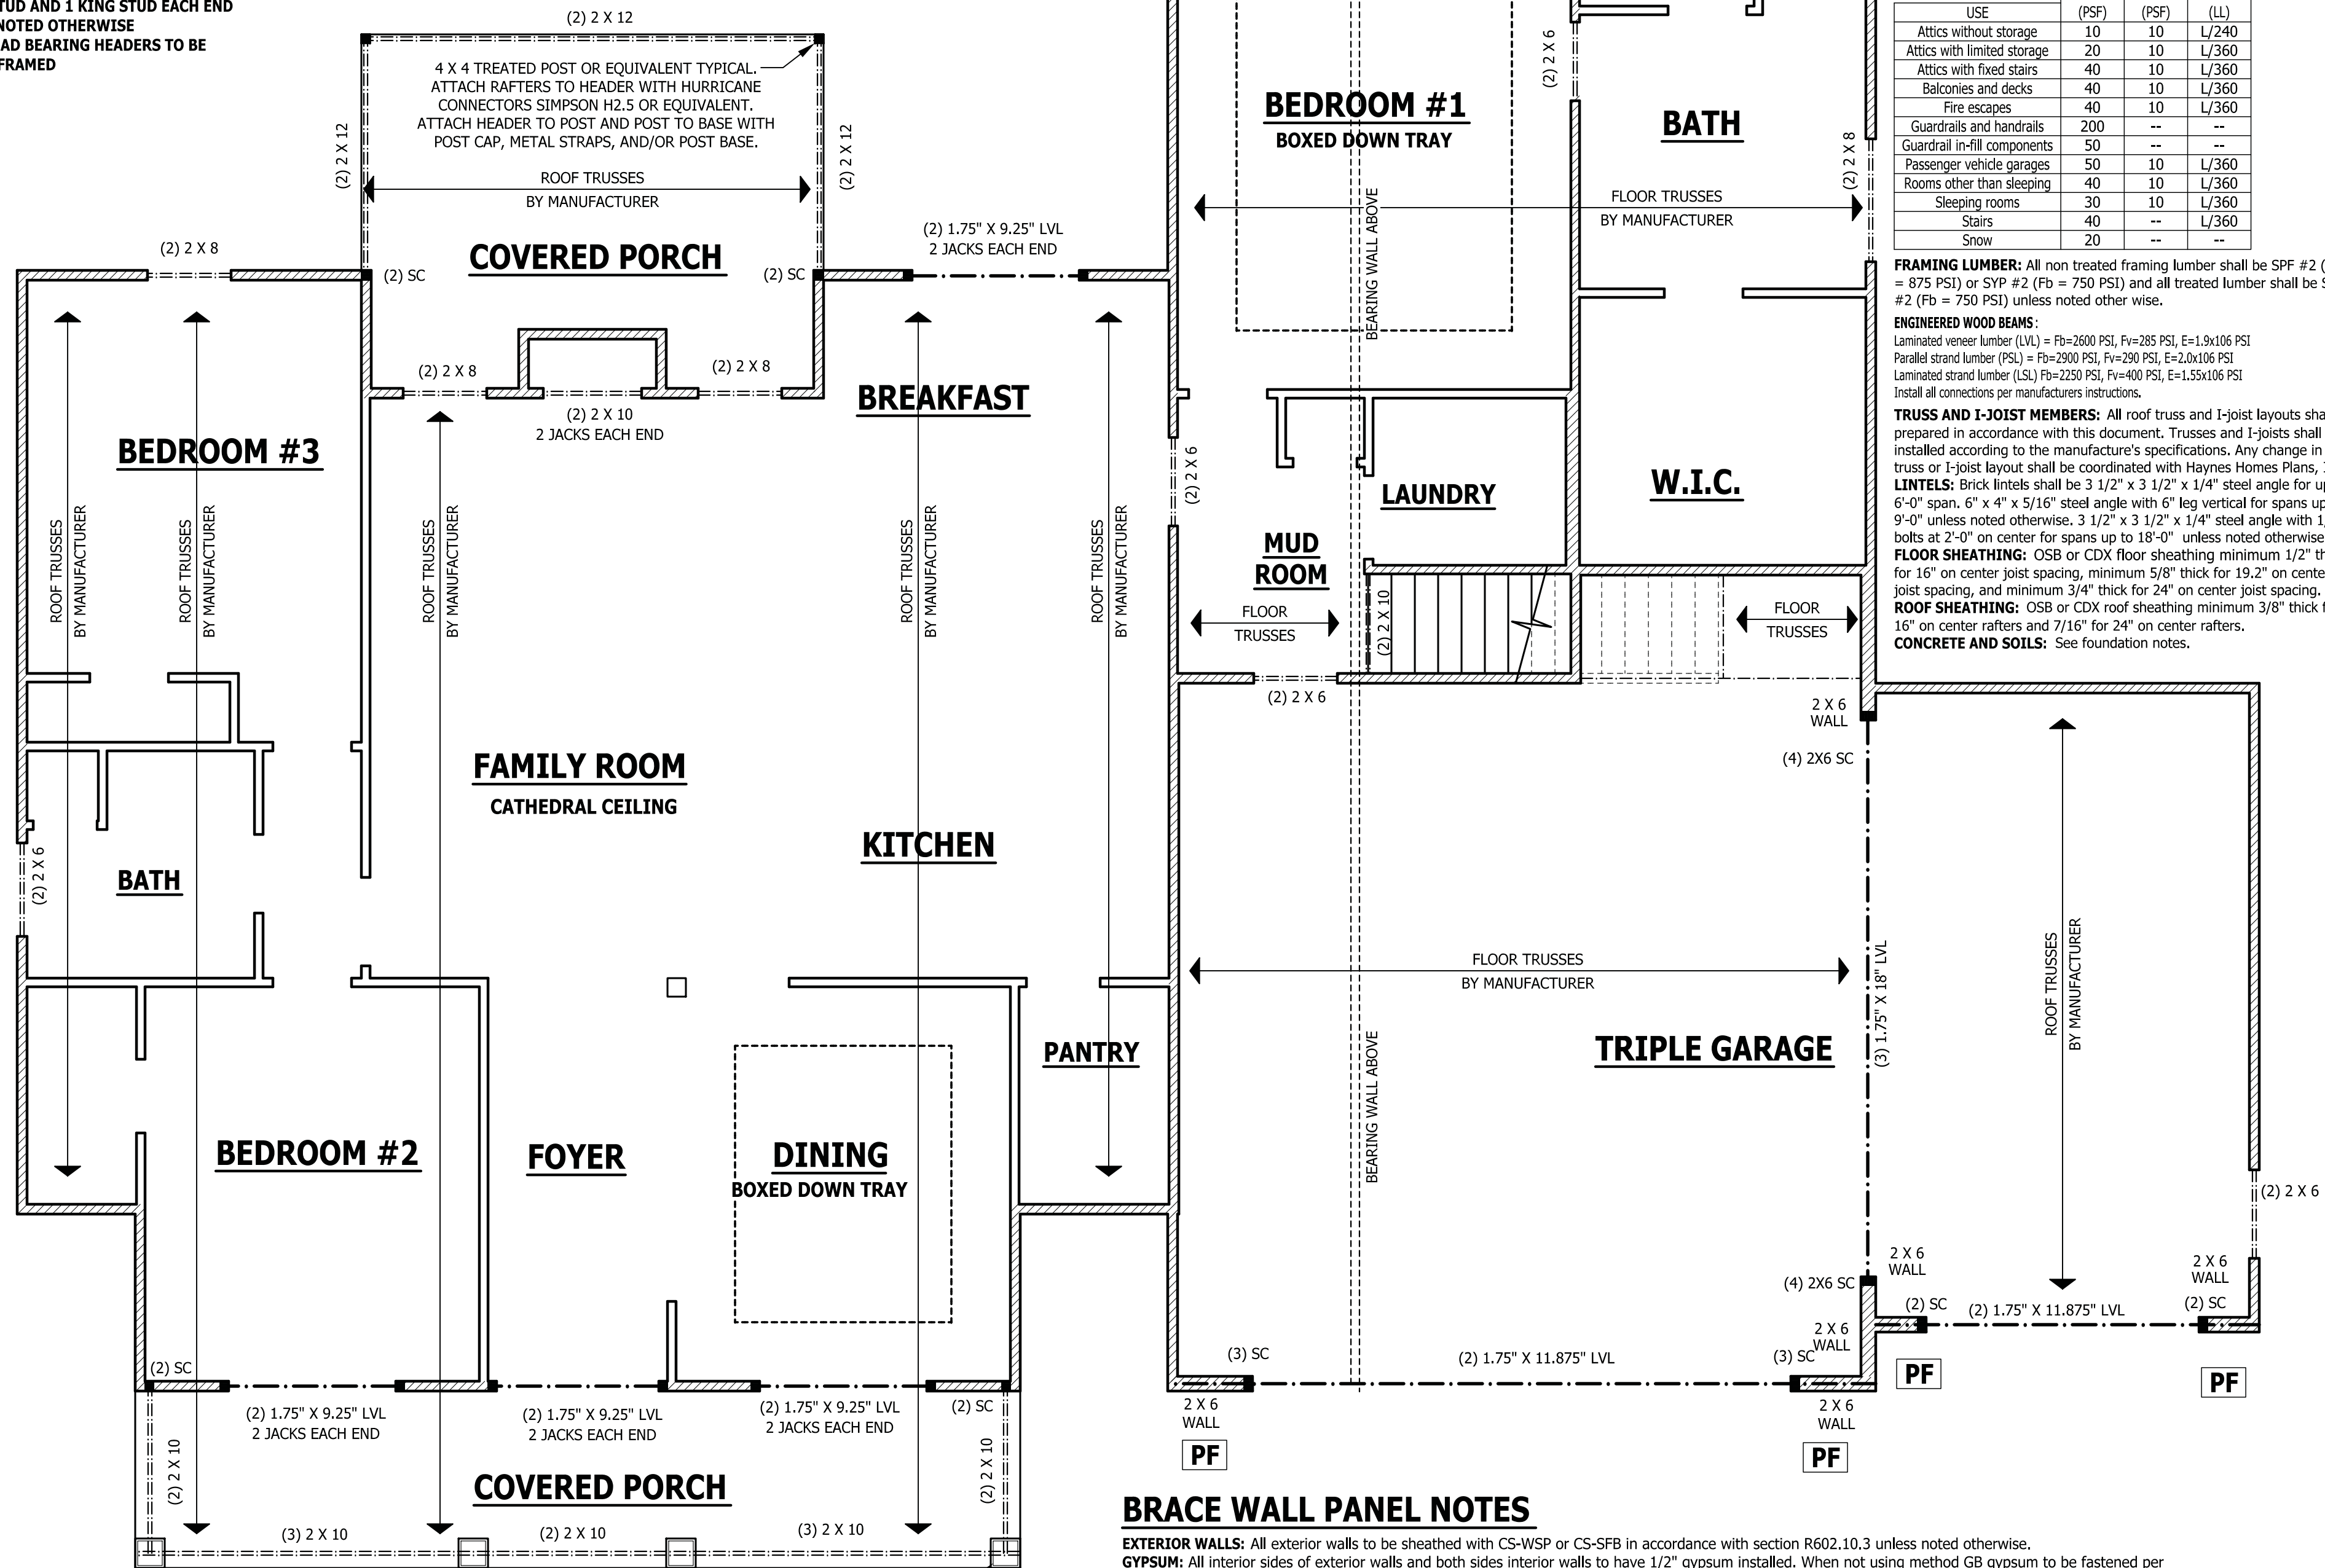 TUD AND 1 KING STUD EACH END
NOTED OTHERWISE
AD BEARING HEADERS TO BE
FRAMED
(2) 2 X 12
4 X 4 TREATED POST OR EQUIVALENT TYPICAL.
ATTACH RAFTERS TO HEADER WITH HURRICANE
CONNECTORS SIMPSON H2.5 OR EQUIVALENT.
ATTACH HEADER TO POST AND POST TO BASE WITH
POST CAP, METAL STRAPS, AND/OR POST BASE.
(2) 2 X 12
(2) 2 X 12
ROOF TRUSSES
BY MANUFACTURER
COVERED PORCH
(2) 2 X 8
(2) SC
(2) SC
(2) 1.75" X 9.25" LVL
2 JACKS EACH END
(2) 2 X 8
(2) 2 X 8
(2) 2 X 10
2 JACKS EACH END
BREAKFAST
BEDROOM #3
ROOF TRUSSES
BY MANUFACTURER
ROOF TRUSSES
BY MANUFACTURER
ROOF TRUSSES
BY MANUFACTURER
ROOF TRUSSES
BY MANUFACTURER
ROOF TRUSSES
BY MANUFACTURER
FAMILY ROOM
CATHEDRAL CEILING
KITCHEN
BATH
(2) 2 X 6
PANTRY
BEDROOM #2
FOYER
DINING
BOXED DOWN TRAY
(2) SC
(2) 1.75" X 9.25" LVL
2 JACKS EACH END
(2) 1.75" X 9.25" LVL
2 JACKS EACH END
(2) 1.75" X 9.25" LVL
2 JACKS EACH END
(2) SC
(2) 2 X 10
(2) 2 X 10
COVERED PORCH
(3) 2 X 10
(2) 2 X 10
(3) 2 X 10
BEDROOM #1
BOXED DOWN TRAY
(2) 2 X 6
BATH
(2) 2 X 8
BEARING WALL ABOVE
FLOOR TRUSSES
BY MANUFACTURER
(2) 2 X 6
LAUNDRY
W.I.C.
MUD
ROOM
FLOOR
TRUSSES
(2) 2 X 10
FLOOR
TRUSSES
(2) 2 X 6
2 X 6
WALL
(4) 2X6 SC
FLOOR TRUSSES
BY MANUFACTURER
BEARING WALL ABOVE
TRIPLE GARAGE
(3) 1.75" X 18" LVL
ROOF TRUSSES
BY MANUFACTURER
(2) 2 X 6
2 X 6
WALL
2 X 6
WALL
(4) 2X6 SC
(2) SC
(2) 1.75" X 11.875" LVL
(2) SC
2 X 6
WALL
(3) SC
(2) 1.75" X 11.875" LVL
(3) SC
PF
PF
2 X 6
WALL
2 X 6
WALL
PF
PF
USE (PSF) (PSF) (LL)
Attics without storage 10 10 L/240
Attics with limited storage 20 10 L/360
Attics with fixed stairs 40 10 L/360
Balconies and decks 40 10 L/360
Fire escapes 40 10 L/360
Guardrails and handrails 200 -- --
Guardrail in-fill components 50 -- --
Passenger vehicle garages 50 10 L/360
Rooms other than sleeping 40 10 L/360
Sleeping rooms 30 10 L/360
Stairs 40 -- L/360
Snow 20 -- --
FRAMING LUMBER: All non treated framing lumber shall be SPF #2 (
= 875 PSI) or SYP #2 (Fb = 750 PSI) and all treated lumber shall be S
#2 (Fb = 750 PSI) unless noted other wise.
ENGINEERED WOOD BEAMS:
Laminated veneer lumber (LVL) = Fb=2600 PSI, Fv=285 PSI, E=1.9x106 PSI
Parallel strand lumber (PSL) = Fb=2900 PSI, Fv=290 PSI, E=2.0x106 PSI
Laminated strand lumber (LSL) Fb=2250 PSI, Fv=400 PSI, E=1.55x106 PSI
Install all connections per manufacturers instructions.
TRUSS AND I-JOIST MEMBERS: All roof truss and I-joist layouts sha
prepared in accordance with this document. Trusses and I-joists shall
installed according to the manufacture's specifications. Any change in
truss or I-joist layout shall be coordinated with Haynes Homes Plans,
LINTELS: Brick lintels shall be 3 1/2" x 3 1/2" x 1/4" steel angle for u
6'-0" span. 6" x 4" x 5/16" steel angle with 6" leg vertical for spans up
9'-0" unless noted otherwise. 3 1/2" x 3 1/2" x 1/4" steel angle with 1/
bolts at 2'-0" on center for spans up to 18'-0" unless noted otherwise
FLOOR SHEATHING: OSB or CDX floor sheathing minimum 1/2" th
for 16" on center joist spacing, minimum 5/8" thick for 19.2" on cente
joist spacing, and minimum 3/4" thick for 24" on center joist spacing.
ROOF SHEATHING: OSB or CDX roof sheathing minimum 3/8" thick f
16" on center rafters and 7/16" for 24" on center rafters.
CONCRETE AND SOILS: See foundation notes.
BRACE WALL PANEL NOTES
EXTERIOR WALLS: All exterior walls to be sheathed with CS-WSP or CS-SFB in accordance with section R602.10.3 unless noted otherwise.
GYPSUM: All interior sides of exterior walls and both sides interior walls to have 1/2" gypsum installed. When not using method GB gypsum to be fastened per